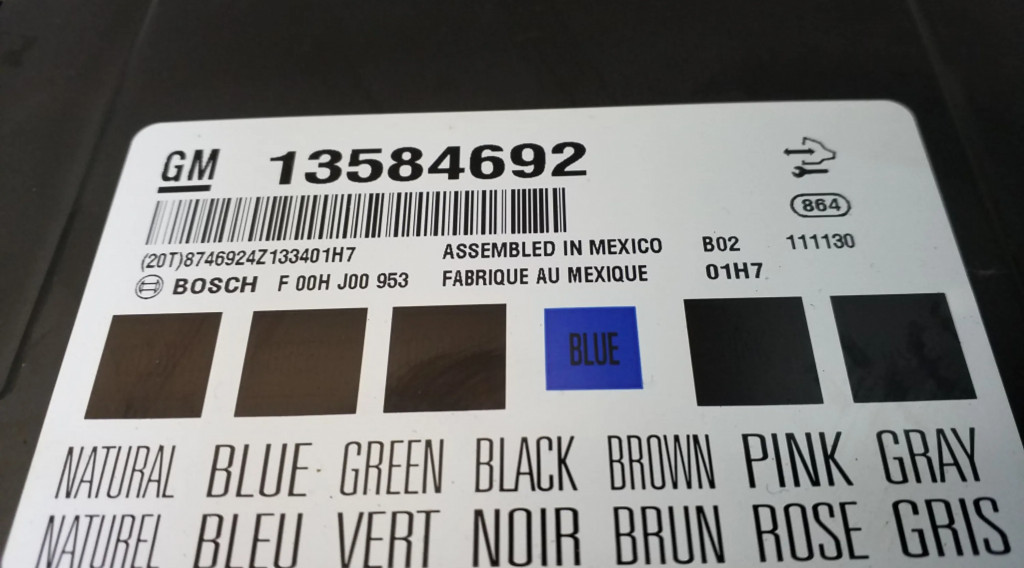 GM 13584692
864
(20T)8746924Z133401H7
ASSEMBLED IN MEXICO B02 111130
BOSCH F 00H J00 953 FABRIQUE AU MEXIQUE 01H7
BLUE
NATURAL BLUE GREEN BLACK BROWN PINK GRAY
NATUREL BLEU VERT NOIR BRUN ROSE GRIS